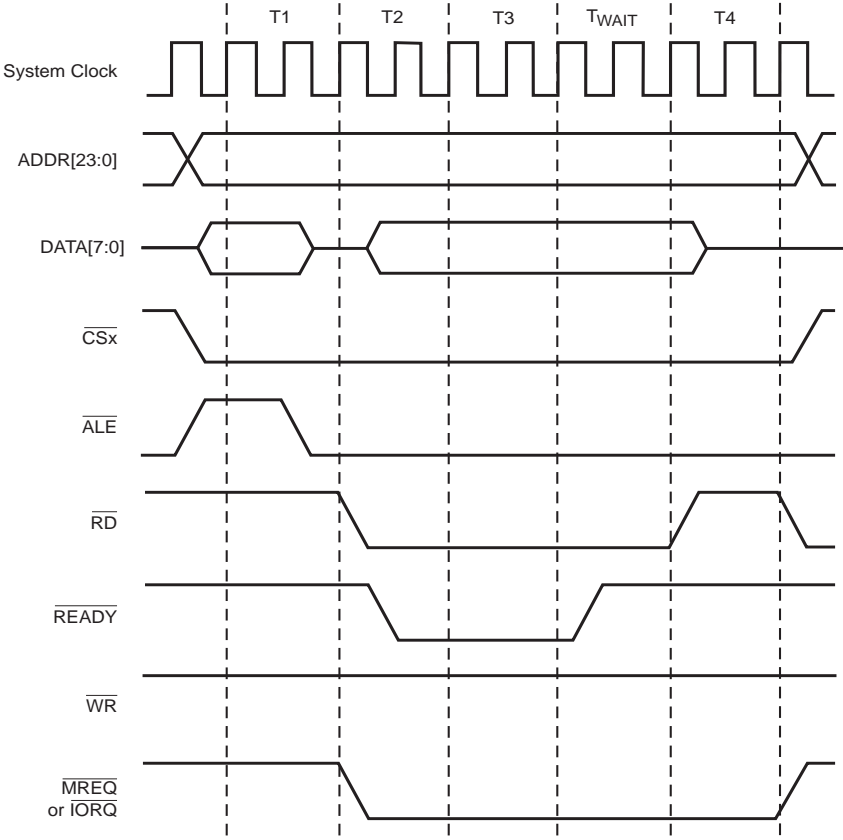 T1 T2 T3 TWAIT T4
System Clock
ADDR[23:0]
DATA[7:0]
CSx
ALE
RD
READY
WR
MREQ
or IORQ